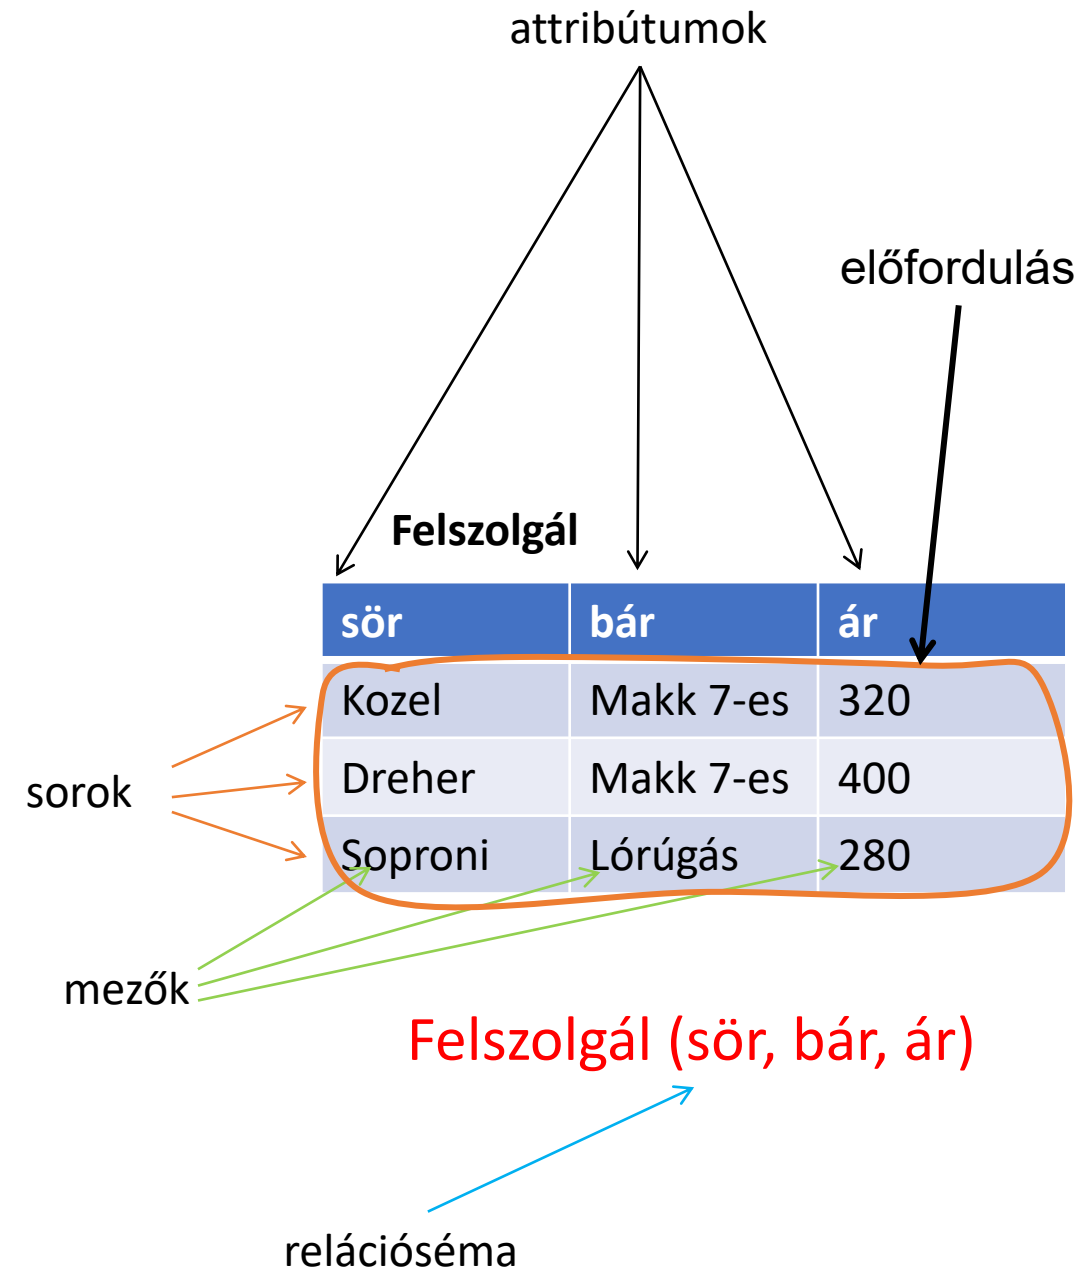 attribútumok
előfordulás
Felszolgál
sör bár ár
Kozel Makk 7-es 320
Dreher Makk 7-es 400
Soproni Lórúgás 280
sorok
mezők
Felszolgál (sör, bár, ár)
relációséma